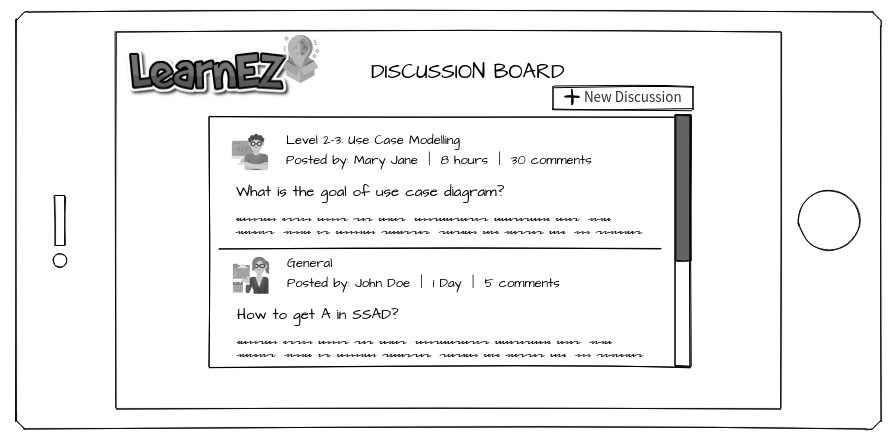 LearnEZ
DISCUSSION BOARD
+ New Discussion
Level 2-3: Use Case Modelling
Posted by: Mary Jane | 8 hours | 30 comments
What is the goal of use case diagram?
General
Posted by: John Doe | 1 Day | 5 comments
How to get A in SSAD?